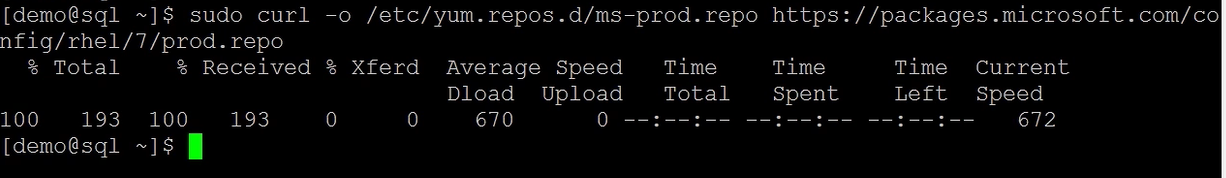 [demo@sql ~]$ sudo curl -o /etc/yum.repos.d/ms-prod.repo https://packages.microsoft.com/co
nfig/rhel/7/prod.repo
  % Total    % Received % Xferd  Average Speed   Time    Time     Time  Current
                                 Dload  Upload   Total   Spent    Left  Speed
100   193  100   193    0     0    670      0 --:--:-- --:--:-- --:--:--   672
[demo@sql ~]$